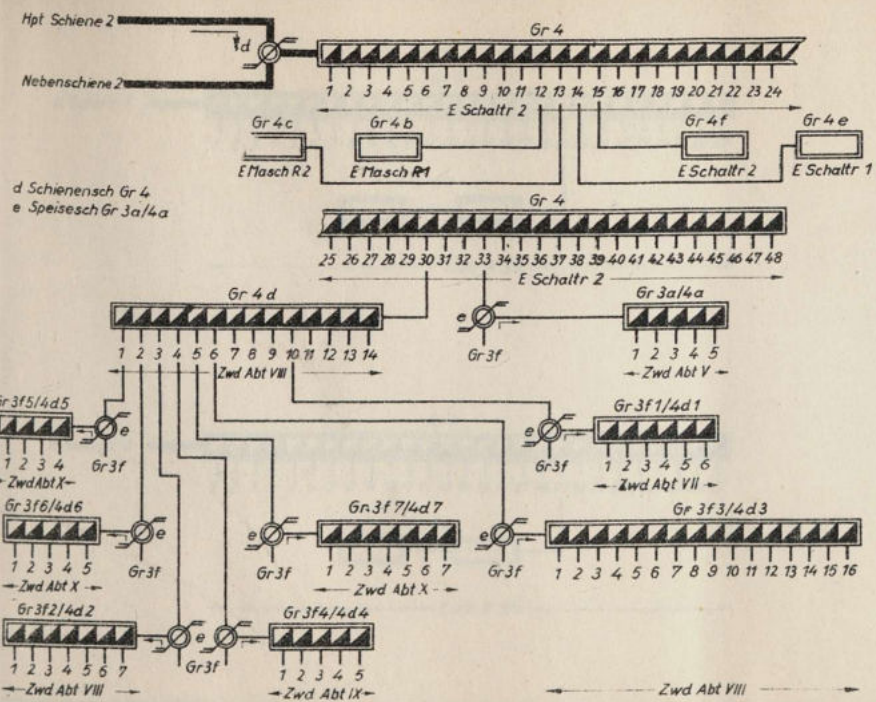 Hpt Schiene 2
d
Nebenschiene 2
Gr 4
1 2 3 4 5 6 7 8 9 10 11 12 13 14 15 16 17 18 19 20 21 22 23 24
E Schaltr 2
Gr 4c
E Masch R2
Gr 4b
E Masch R1
Gr 4f
E Schaltr 2
Gr 4e
E Schaltr 1
d Schienensch Gr 4
e Speisesch Gr 3a/4a
Gr 4
25 26 27 28 29 30 31 32 33 34 35 36 37 38 39 40 41 42 43 44 45 46 47 48
E Schaltr 2
Gr 4d
1 2 3 4 5 6 7 8 9 10 11 12 13 14
Zwd Abt VIII
e
Gr 3f
Gr 3a/4a
1 2 3 4 5
Zwd Abt V
Gr 3f5/4d5
1 2 3 4
Zwd Abt X
e
Gr 3f
e
Gr 3f
Gr 3f1/4d1
1 2 3 4 5 6
Zwd Abt VII
Gr 3f6/4d6
1 2 3 4 5
Zwd Abt X
e
Gr 3f
e
Gr 3f
Gr 3f7/4d7
1 2 3 4 5 6 7
Zwd Abt X
e
Gr 3f
Gr 3f3/4d3
1 2 3 4 5 6 7 8 9 10 11 12 13 14 15 16
Zwd Abt VIII
Gr 3f2/4d2
1 2 3 4 5 6 7
Zwd Abt VIII
e
Gr 3f
Gr 3f4/4d4
1 2 3 4 5
Zwd Abt IX